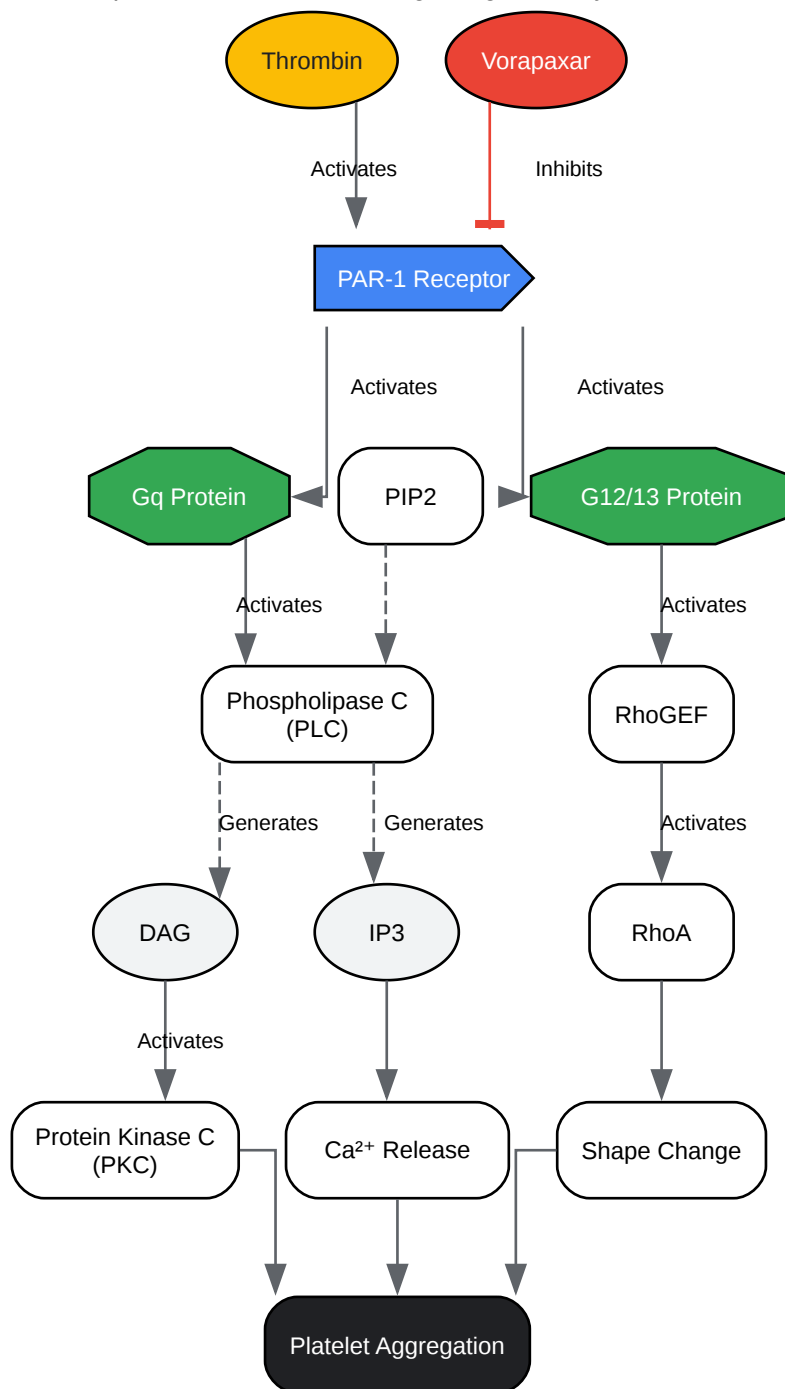 Thrombin
Vorapaxar
Activates
Inhibits
PAR-1 Receptor
Activates
Activates
Gq Protein
PIP2
G12/13 Protein
Activates
Activates
Phospholipase C
(PLC)
RhoGEF
Generates
Generates
Activates
DAG
IP3
RhoA
Activates
Protein Kinase C
(PKC)
Ca²⁺ Release
Shape Change
Platelet Aggregation